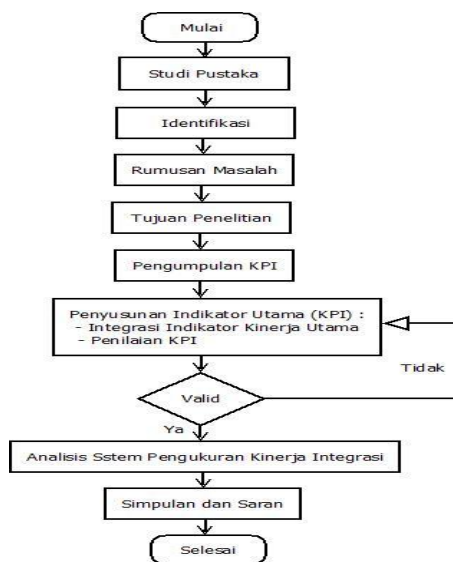 Mulai
Studi Pustaka
Identifikasi
Rumusan Masalah
Tujuan Penelitian
Pengumpulan KPI
Penyusunan Indikator Utama (KPI) :
- Integrasi Indikator Kinerja Utama
- Penilaian KPI
Tidak
Valid
Ya
Analisis Sstem Pengukuran Kinerja Integrasi
Simpulan dan Saran
Selesai